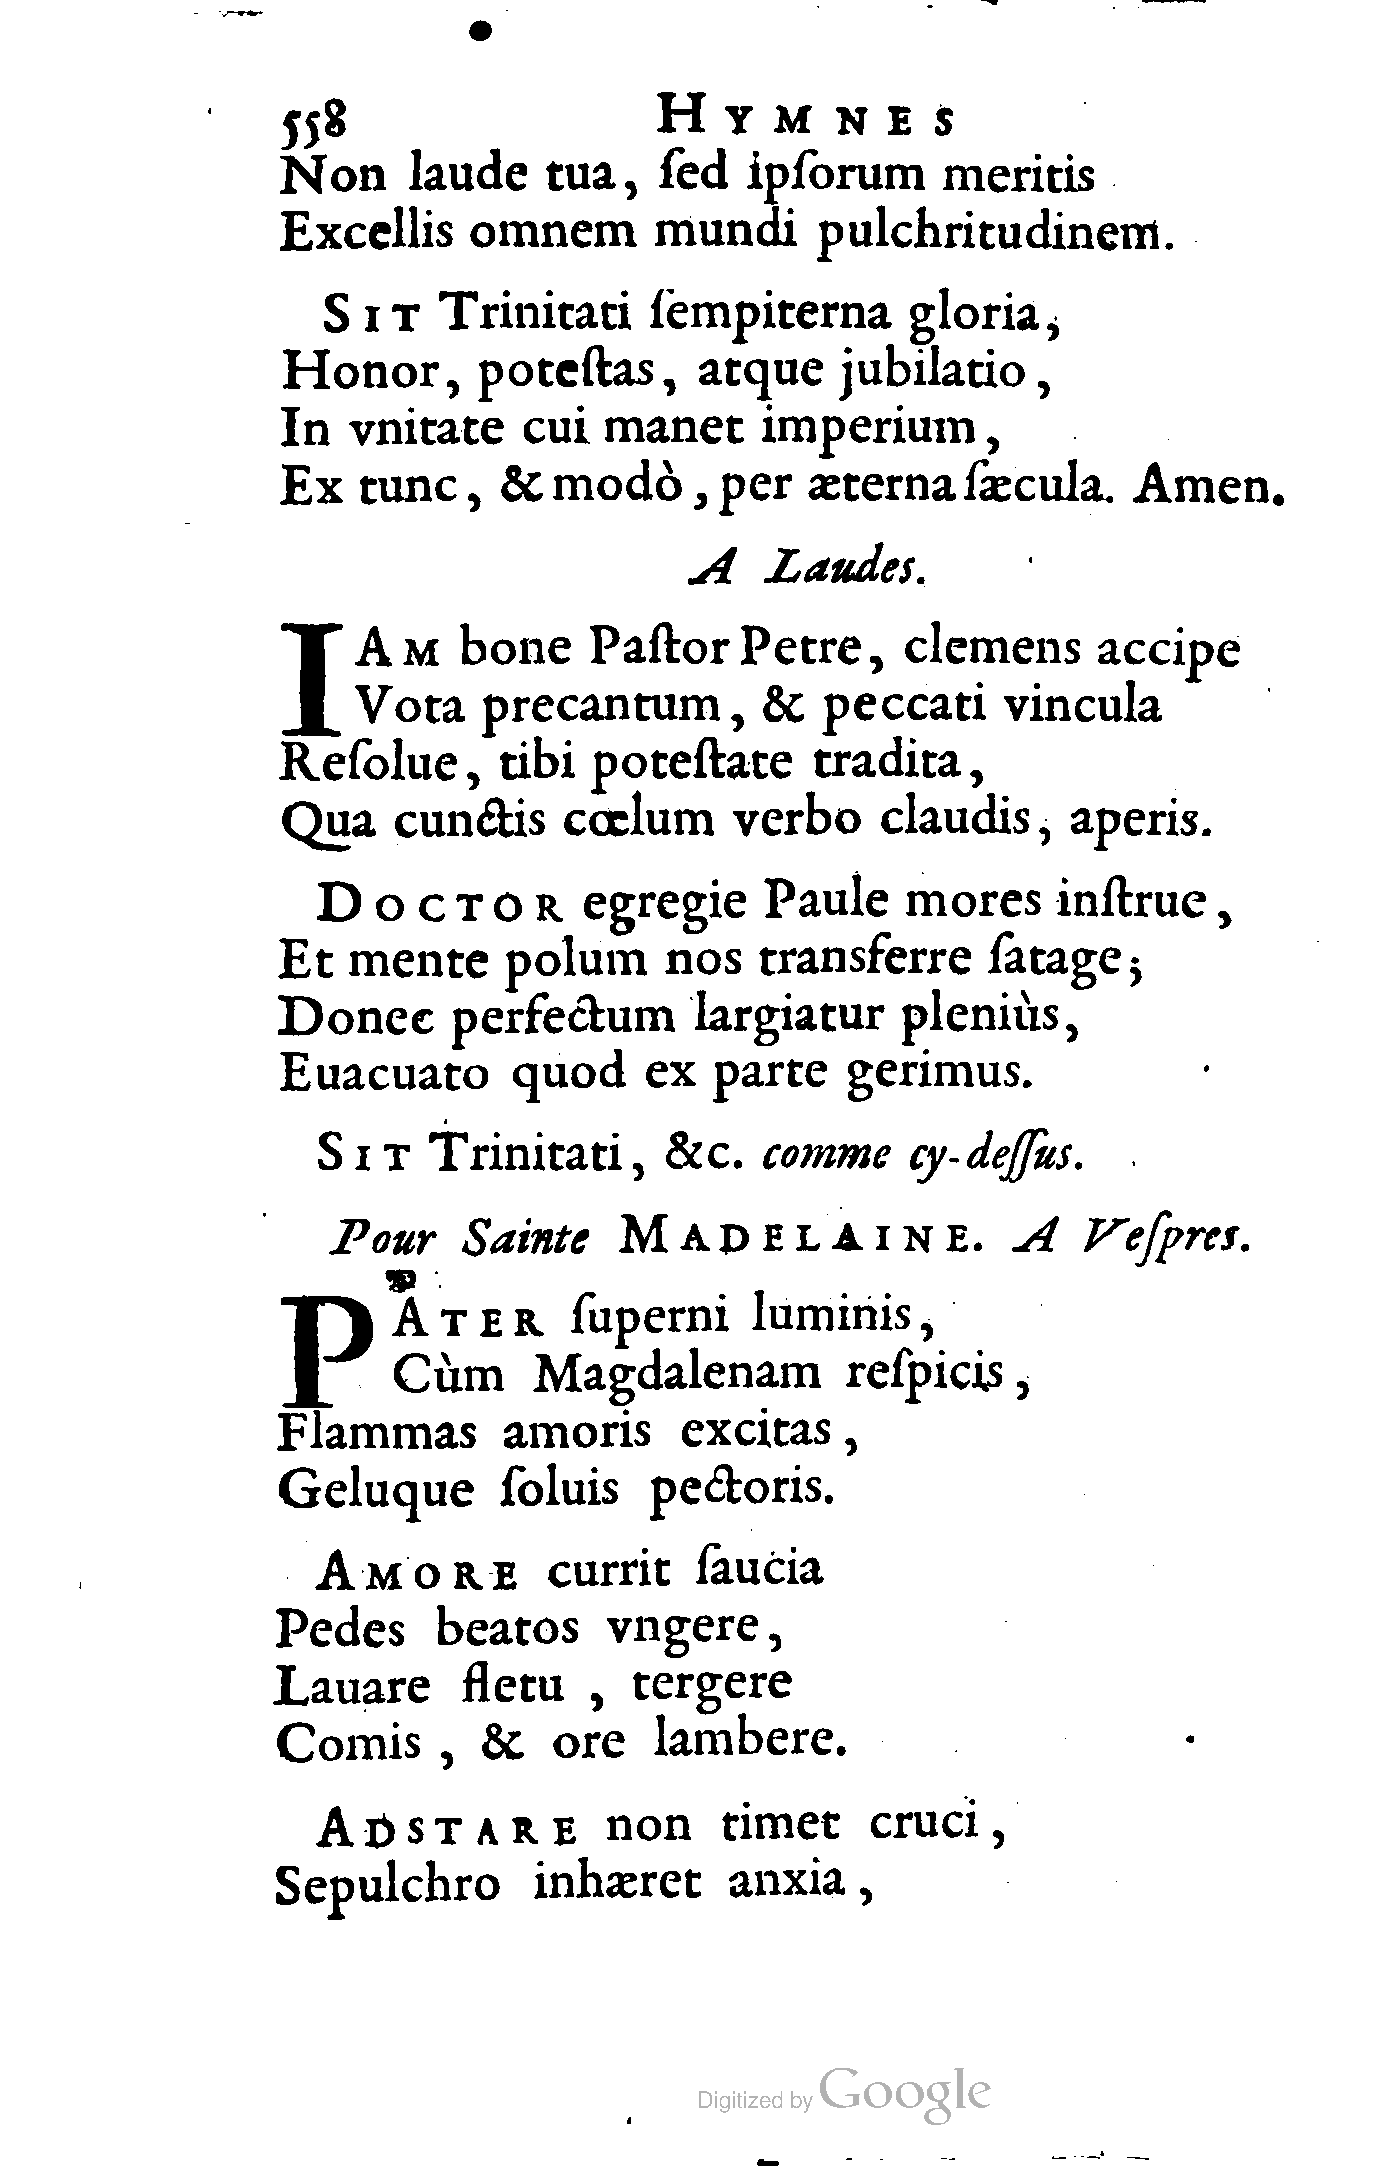 558 HYMNES
Non laude tua, ſed ipſorum meritis
Excellis omnem mundi pulchritudinem.
SIT Trinitati ſempiterna gloria,
Honor, poteſtas, atque jubilatio,
In vnitate cui manet imperium,
Ex tunc, & modò, per æterna ſæcula. Amen.
A Laudes.
IAM bone Paſtor Petre, clemens accipe
Vota precantum, & peccati vincula
Reſolue, tibi poteſtate tradita,
Qua cunctis cœlum verbo claudis, aperis.
DOCTOR egregie Paule mores inſtrue,
Et mente polum nos transferre ſatage;
Donec perfectum largiatur pleniùs,
Euacuato quod ex parte gerimus.
SIT Trinitati, &c. comme cy-deſſus.
Pour Sainte MADELAINE. A Veſpres.
PATER ſuperni luminis,
Cùm Magdalenam reſpicis,
Flammas amoris excitas,
Geluque ſoluis pectoris.
AMORE currit ſaucia
Pedes beatos vngere,
Lauare fletu, tergere
Comis, & ore lambere.
ADSTARE non timet cruci,
Sepulchro inhæret anxia,
Digitized by Google